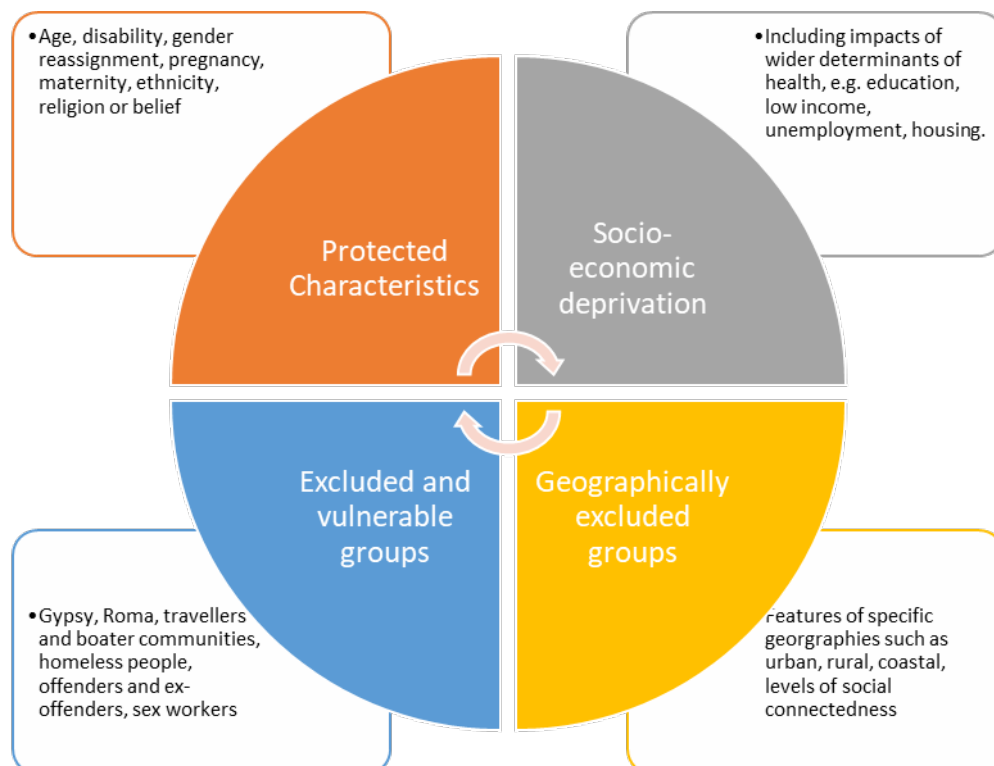 •Age, disability, gender
reassignment, pregnancy,
maternity, ethnicity,
religion or belief
•Including impacts of
wider determinants of
health, e.g. education,
low income,
unemployment, housing.
Protected
Characteristics
Socio-
economic
deprivation
Excluded and
vulnerable
groups
Geographically
excluded
groups
•Gypsy, Roma, travellers
and boater communities,
homeless people,
offenders and ex-
offenders, sex workers
Features of specific
georgraphies such as
urban, rural, coastal,
levels of social
connectedness